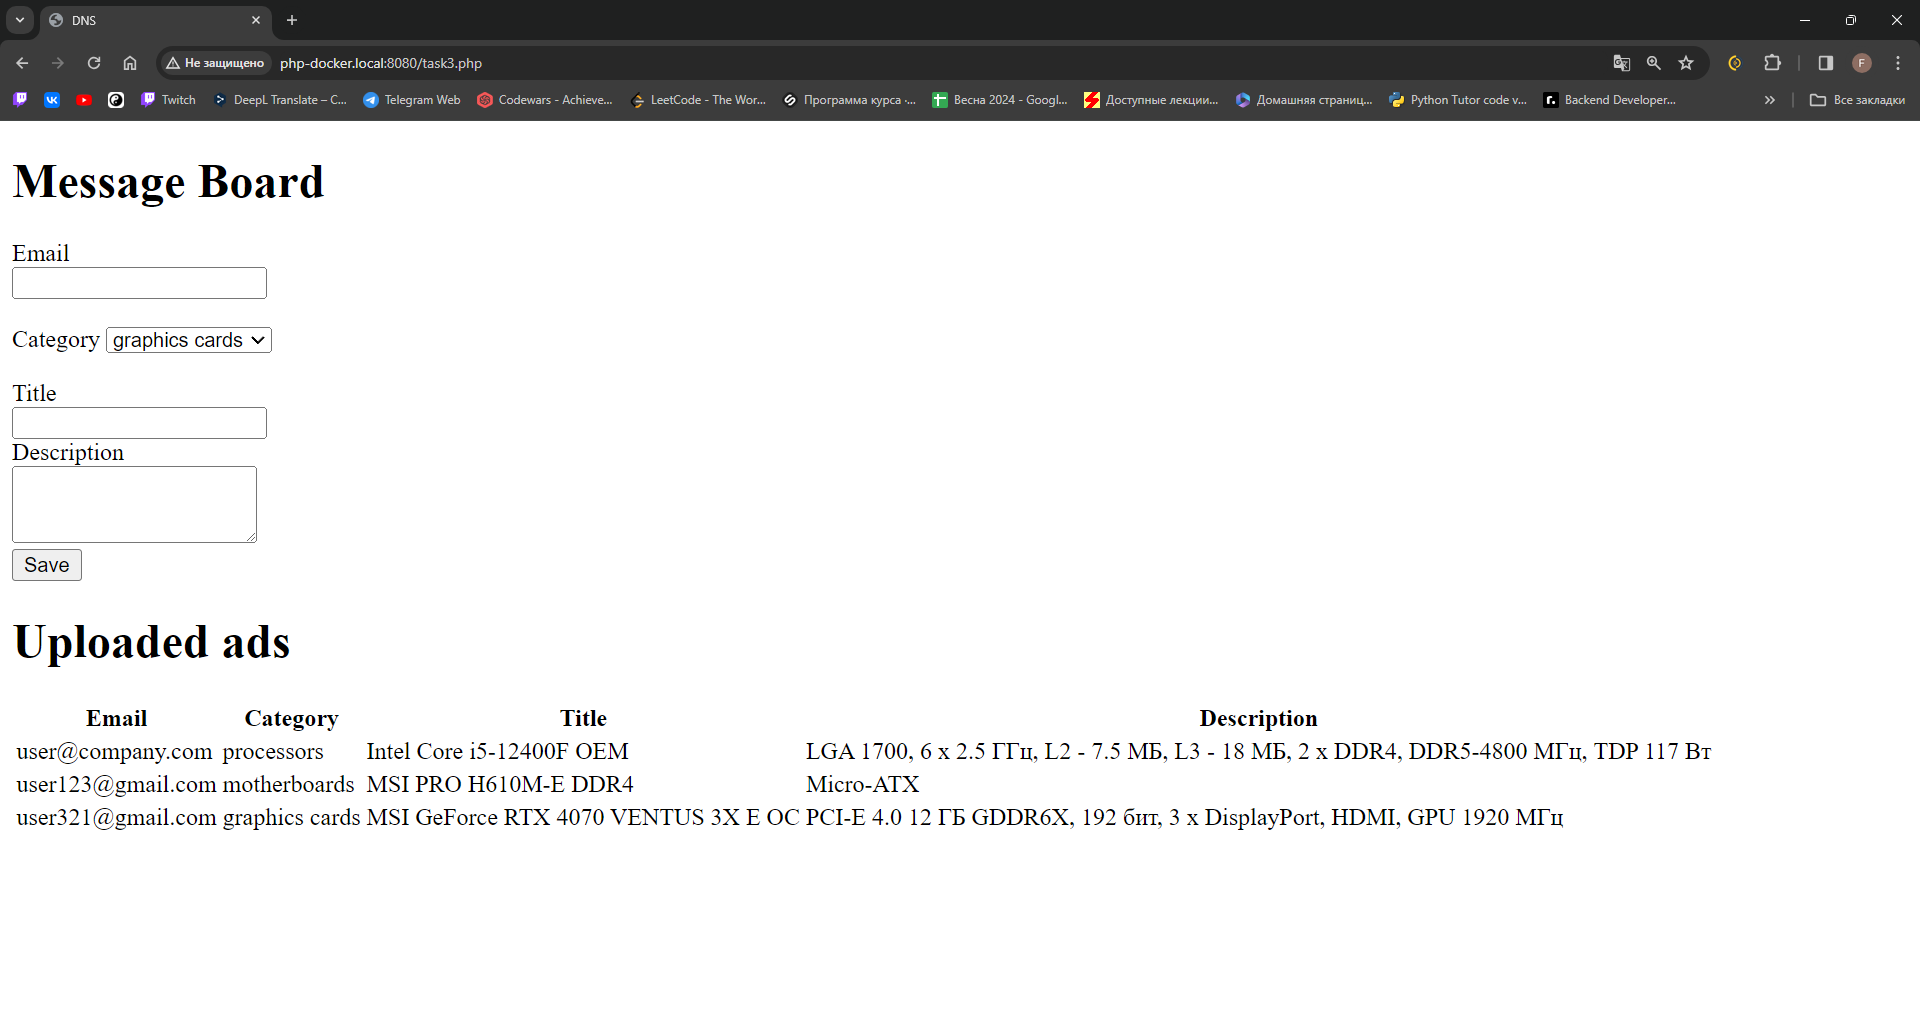 DNS
Не защищено php-docker.local:8080/task3.php
Twitch DeepL Translate – C... Telegram Web Codewars - Achieve... LeetCode - The Wor... Программа курса -... Весна 2024 - Googl... Доступные лекции... Домашняя страниц... Python Tutor code v... Backend Developer... Все закладки
Message Board
Email
Category graphics cards
Title
Description
Save
Uploaded ads
Email Category Title Description
user@company.com processors Intel Core i5-12400F OEM LGA 1700, 6 x 2.5 ГГц, L2 - 7.5 МБ, L3 - 18 МБ, 2 x DDR4, DDR5-4800 МГц, TDP 117 Вт
user123@gmail.com motherboards MSI PRO H610M-E DDR4 Micro-ATX
user321@gmail.com graphics cards MSI GeForce RTX 4070 VENTUS 3X E OC PCI-E 4.0 12 ГБ GDDR6X, 192 бит, 3 x DisplayPort, HDMI, GPU 1920 МГц